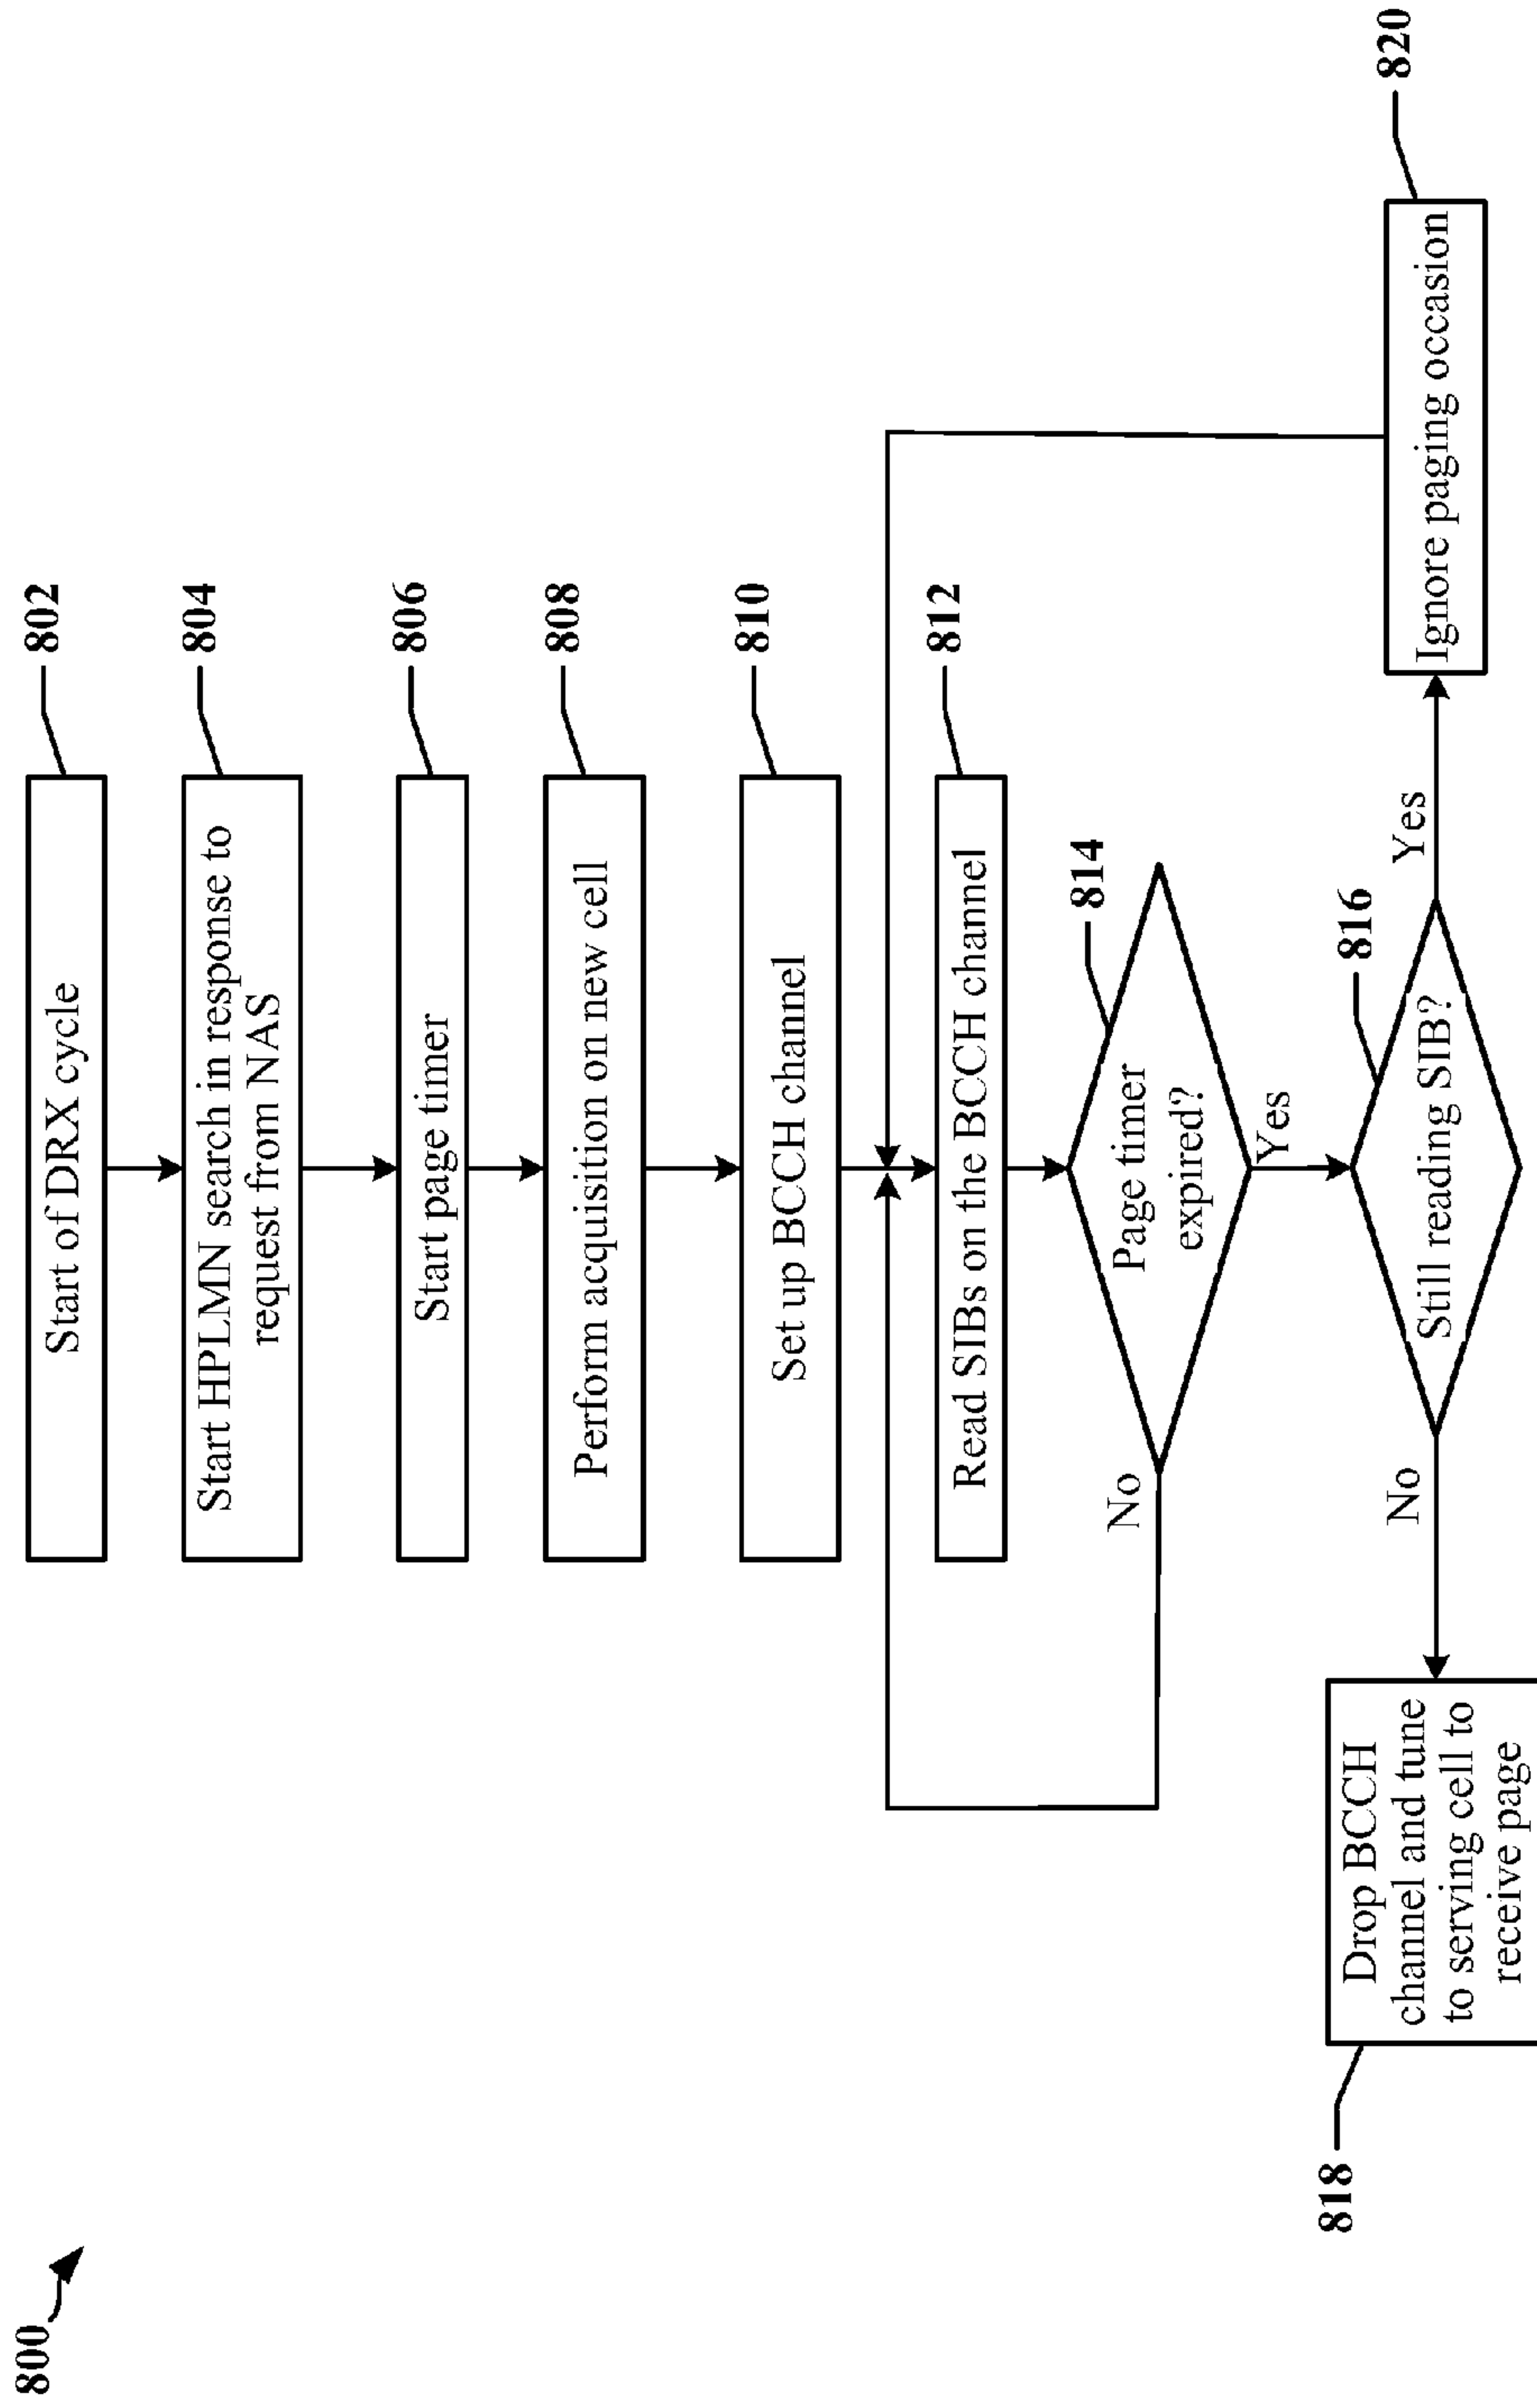 800
802
Start of DRX cycle
804
Start HPLMN search in response to
request from NAS
806
Start page timer
808
Perform acquisition on new cell
810
Set up BCCH channel
812
Read SIBs on the BCCH channel
814
Page timer
expired?
No
Yes
816
Still reading SIB?
No
Yes
818
Drop BCCH
channel and tune
to serving cell to
receive page
820
Ignore paging occasion